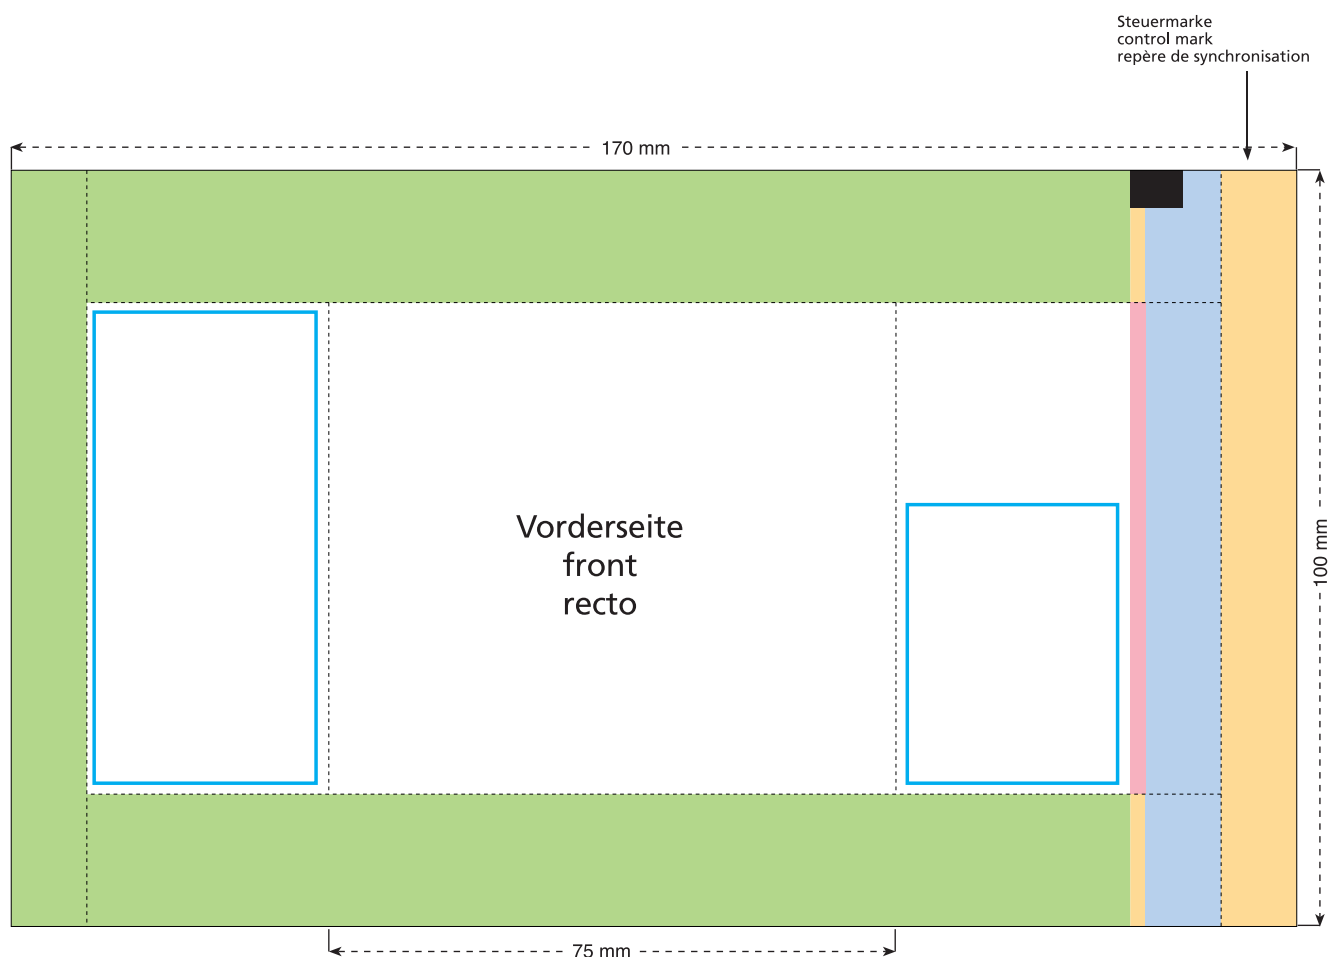 Steuermarke
control mark
repère de synchronisation
170 mm
Vorderseite
front
recto
100 mm
75 mm